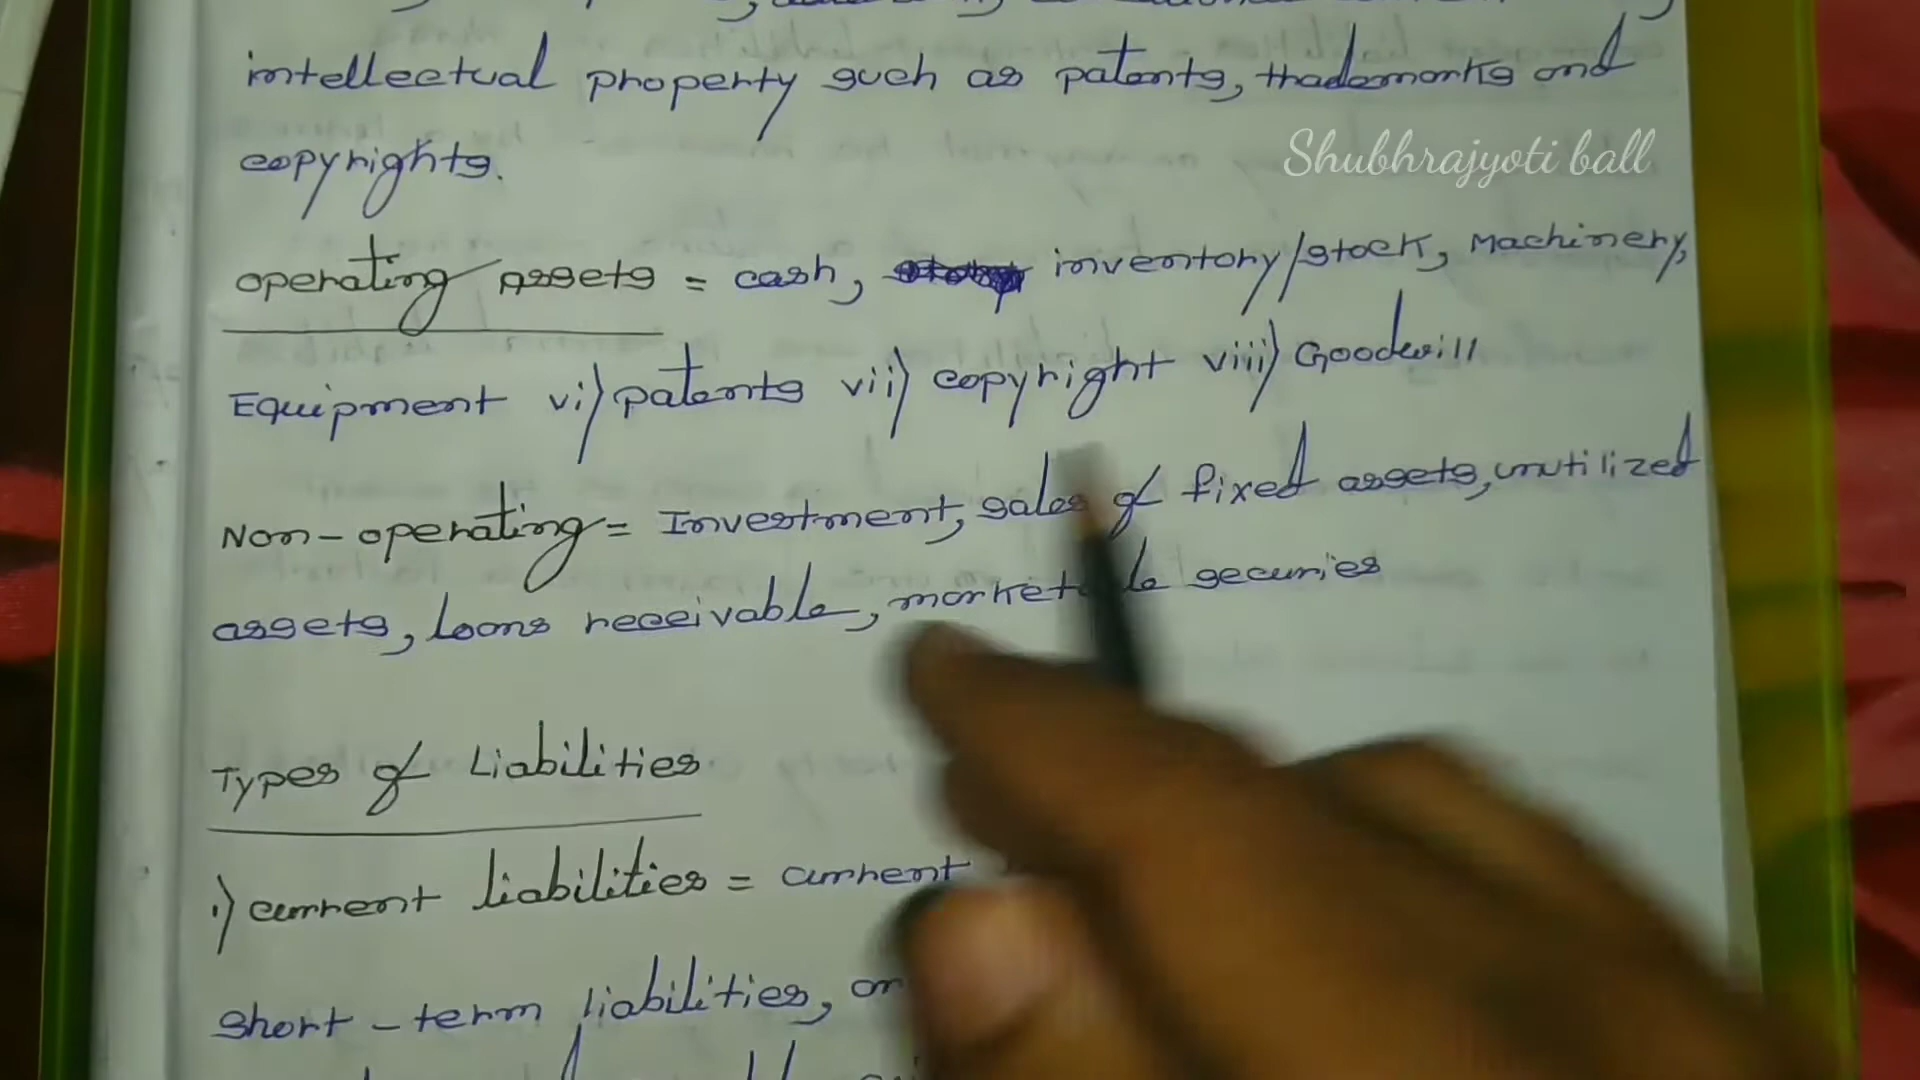 intellectual property such as patents, trademarks and
copyrights.
Shubhrajyoti ball
operating Assets = cash, inventory/stock, Machinery,
Equipment vi) patents vii) copyright viii) Goodwill
Non-operating = Investment, sales of fixed assets, unutilized
assets, loans receivable, securies
Types of Liabilities
i) current liabilities = current
short-term liabilities, or